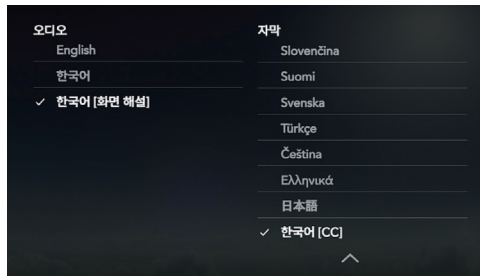 오디오
English
한국어
한국어 [화면 해설]
자막
Slovenčina
Suomi
Svenska
Türkçe
Čeština
Ελληνικά
日本語
한국어 [CC]